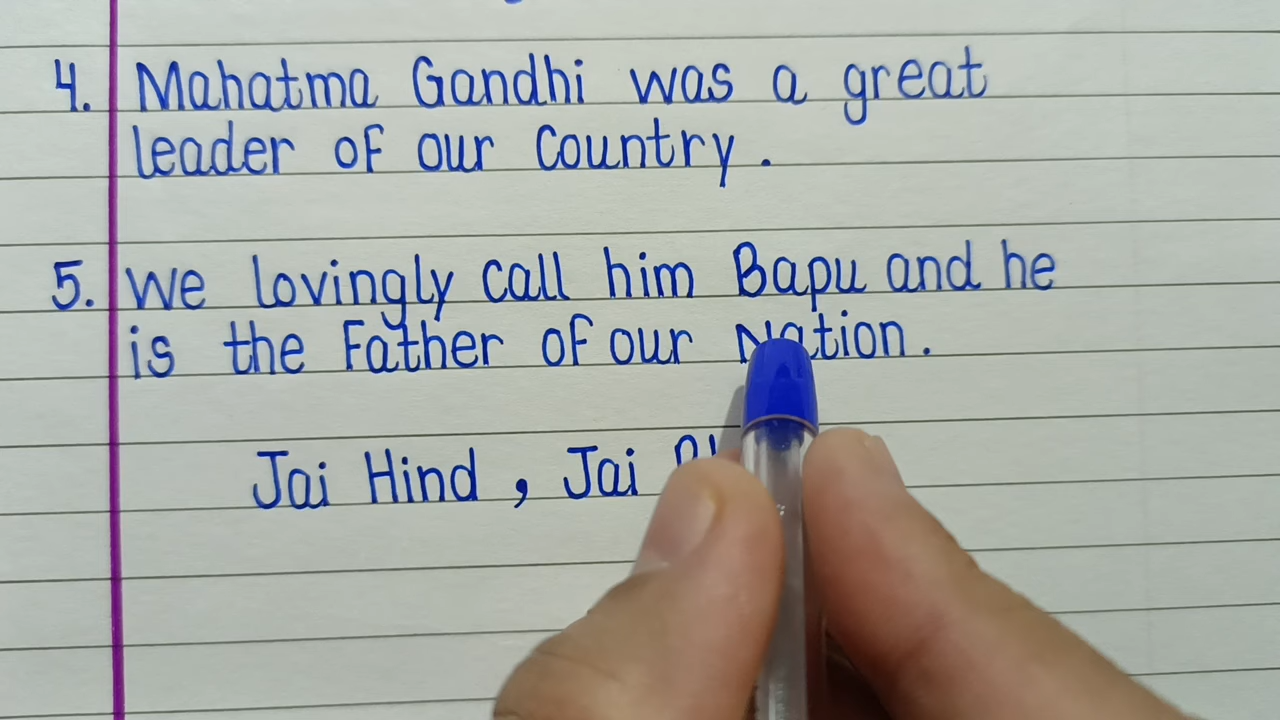 4. Mahatma Gandhi was a great
leader of our Country.
5. We lovingly call him Bapu and he
is the Father of our Nation.
Jai Hind, Jai